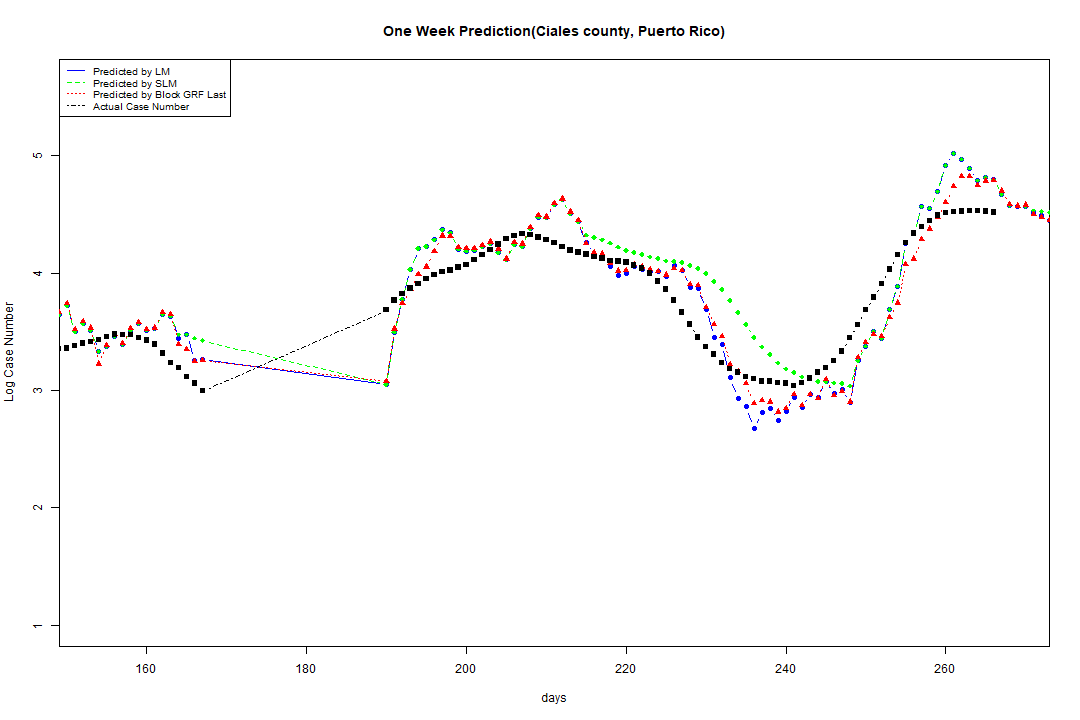 One Week Prediction(Ciales county, Puerto Rico)
Predicted by LM
Predicted by SLM
Predicted by Block GRF Last
Actual Case Number
5
4
3
2
1
Log Case Number
160 180 200 220 240 260
days